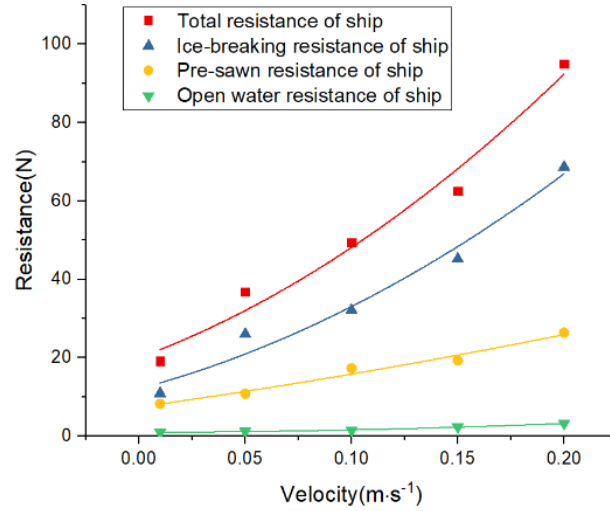 Total resistance of ship
Ice-breaking resistance of ship
Pre-sawn resistance of ship
Open water resistance of ship
100
80
60
40
20
0
Resistance(N)
0.00 0.05 0.10 0.15 0.20
Velocity(m·s⁻¹)